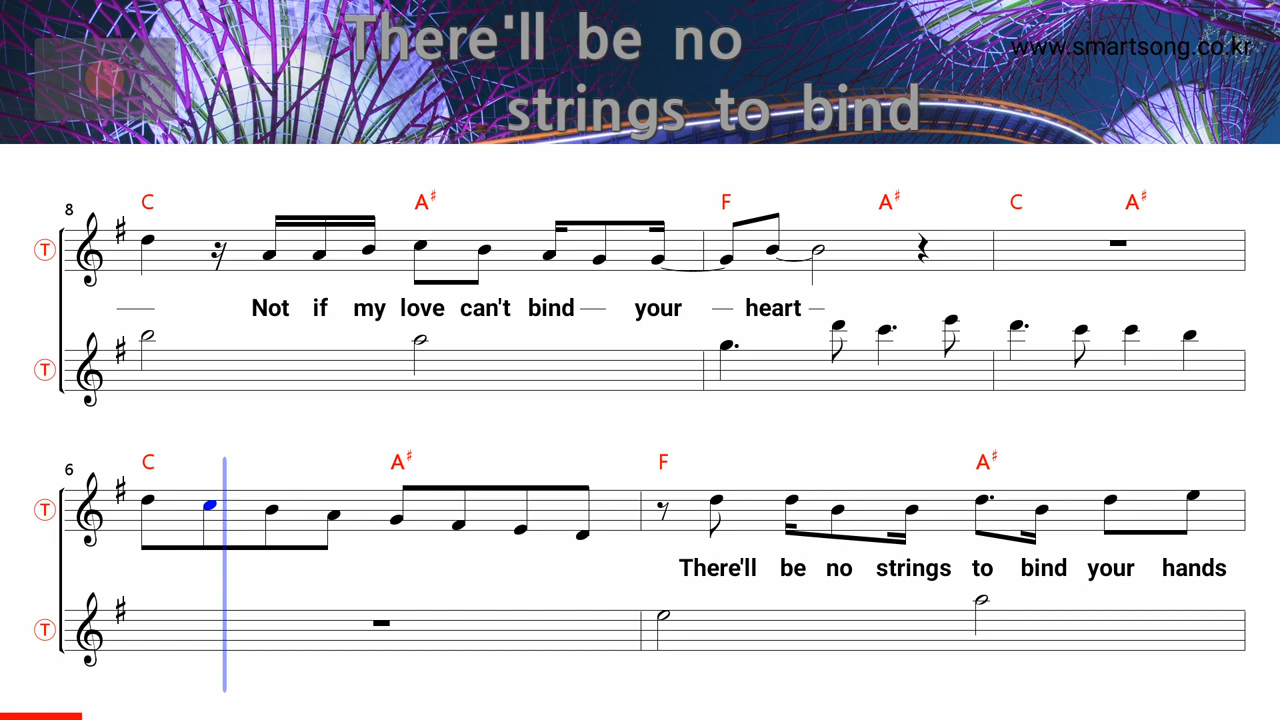 There'll be no
www.smartsong.co.kr
strings to bind
C A♯ F A♯ C A♯
8
T
Not if my love can't bind your heart
T
C A♯ F A♯
6
T
There'll be no strings to bind your hands
T